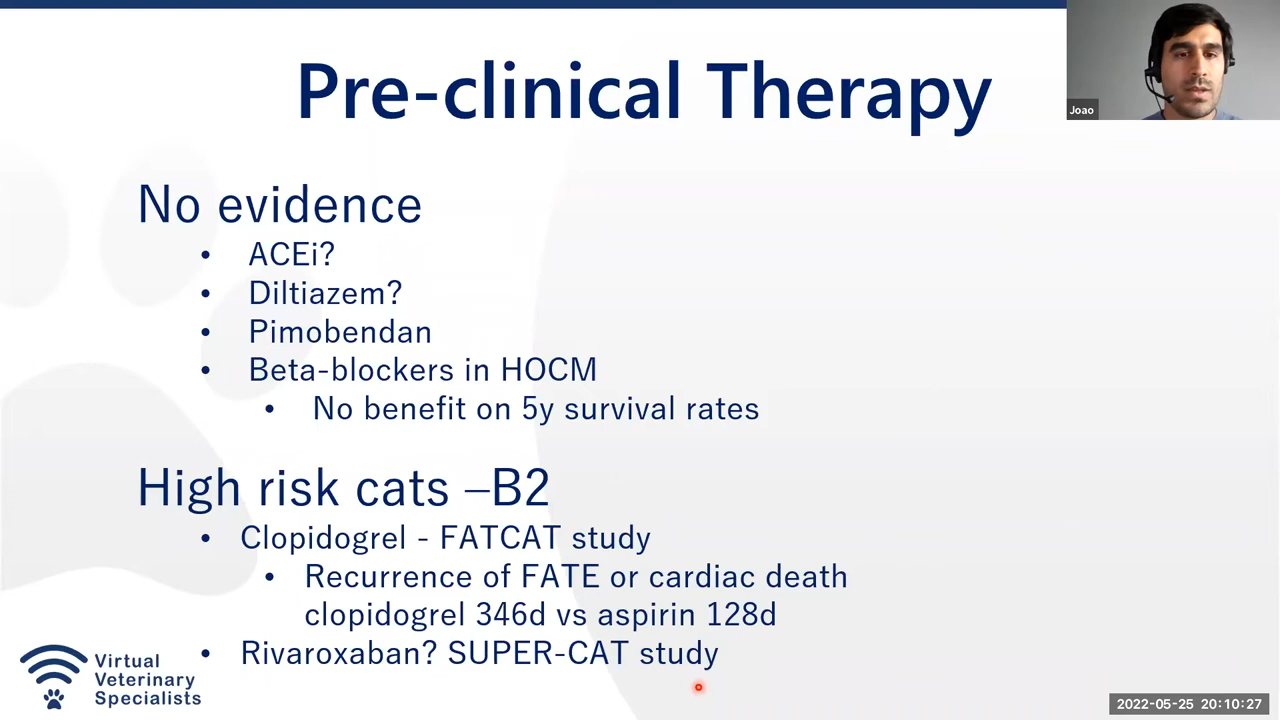 Pre-clinical Therapy
Joao
No evidence
• ACEi?
• Diltiazem?
• Pimobendan
• Beta-blockers in HOCM
• No benefit on 5y survival rates
High risk cats –B2
• Clopidogrel - FATCAT study
• Recurrence of FATE or cardiac death
clopidogrel 346d vs aspirin 128d
• Rivaroxaban? SUPER-CAT study
Virtual
Veterinary
Specialists
2022-05-25 20:10:27